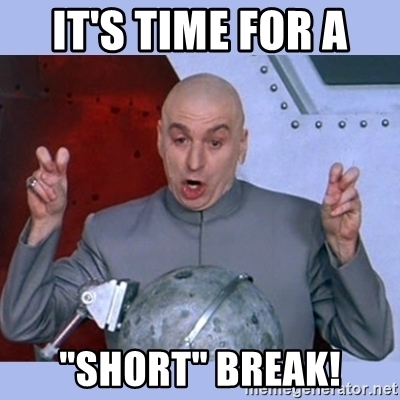 IT'S TIME FOR A
"SHORT" BREAK!
memegenerator.net